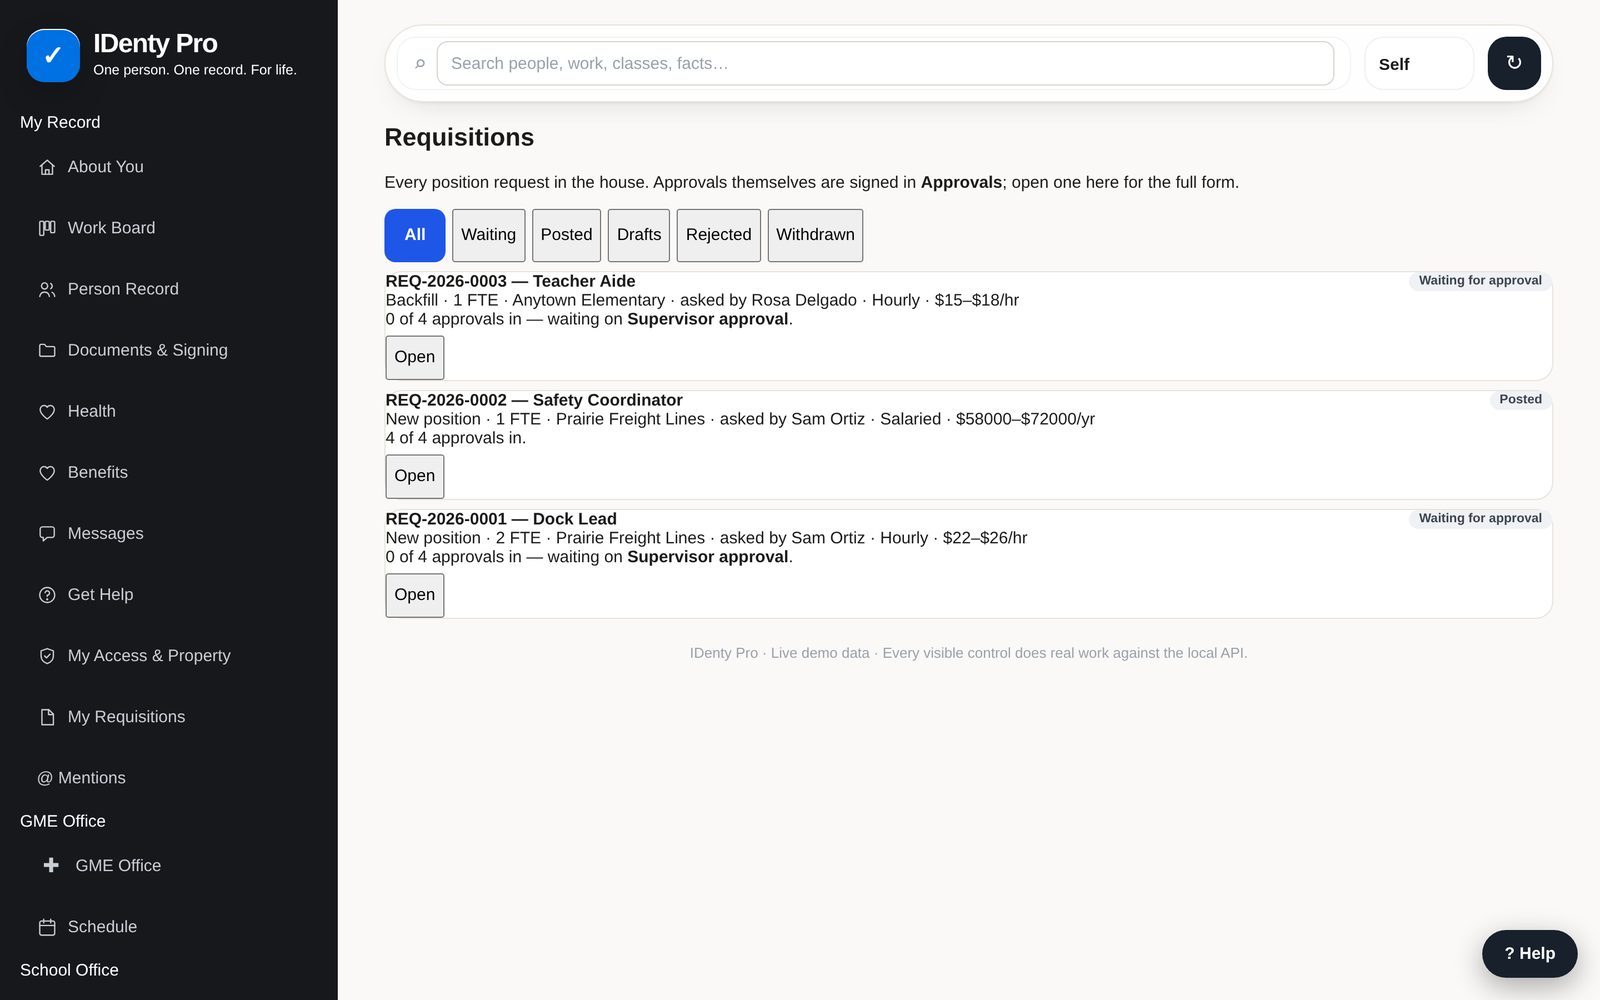 IDenty Pro
One person. One record. For life.
My Record
About You
Work Board
Person Record
Documents & Signing
Health
Benefits
Messages
Get Help
My Access & Property
My Requisitions
@ Mentions
GME Office
GME Office
Schedule
School Office
Search people, work, classes, facts…
Self
Requisitions
Every position request in the house. Approvals themselves are signed in Approvals; open one here for the full form.
All
Waiting
Posted
Drafts
Rejected
Withdrawn
REQ-2026-0003 — Teacher Aide
Waiting for approval
Backfill · 1 FTE · Anytown Elementary · asked by Rosa Delgado · Hourly · $15–$18/hr
0 of 4 approvals in — waiting on Supervisor approval.
Open
REQ-2026-0002 — Safety Coordinator
Posted
New position · 1 FTE · Prairie Freight Lines · asked by Sam Ortiz · Salaried · $58000–$72000/yr
4 of 4 approvals in.
Open
REQ-2026-0001 — Dock Lead
Waiting for approval
New position · 2 FTE · Prairie Freight Lines · asked by Sam Ortiz · Hourly · $22–$26/hr
0 of 4 approvals in — waiting on Supervisor approval.
Open
IDenty Pro · Live demo data · Every visible control does real work against the local API.
? Help